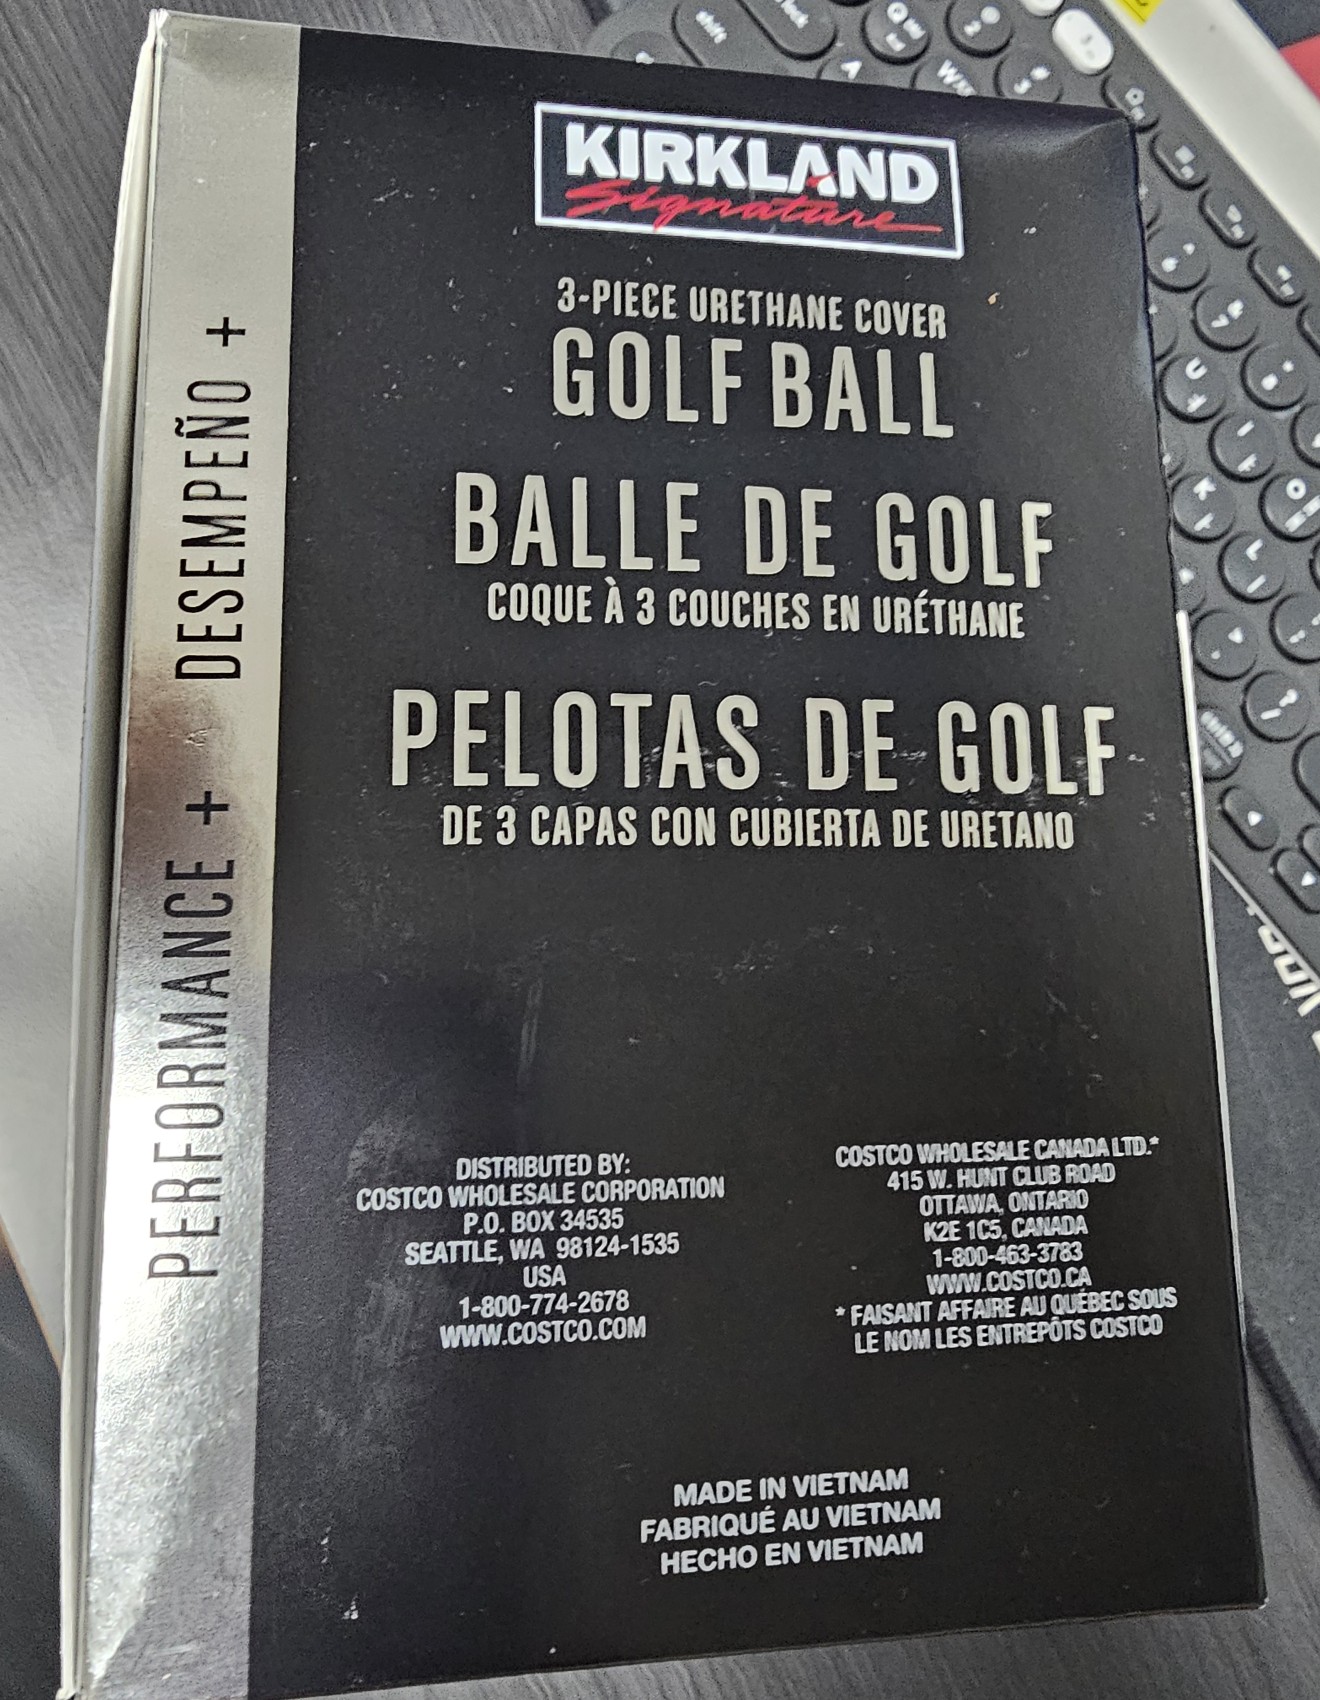 KIRKLAND
Signature
3-PIECE URETHANE COVER
GOLF BALL
BALLE DE GOLF
COQUE À 3 COUCHES EN URÉTHANE
PELOTAS DE GOLF
DE 3 CAPAS CON CUBIERTA DE URETANO
PERFORMANCE + DESEMPEÑO +
DISTRIBUTED BY:
COSTCO WHOLESALE CORPORATION
P.O. BOX 34535
SEATTLE, WA 98124-1535
USA
1-800-774-2678
WWW.COSTCO.COM
COSTCO WHOLESALE CANADA LTD.*
415 W. HUNT CLUB ROAD
OTTAWA, ONTARIO
K2E 1C5, CANADA
1-800-463-3783
WWW.COSTCO.CA
* FAISANT AFFAIRE AU QUÉBEC SOUS
LE NOM LES ENTREPÔTS COSTCO
MADE IN VIETNAM
FABRIQUÉ AU VIETNAM
HECHO EN VIETNAM
shift
A